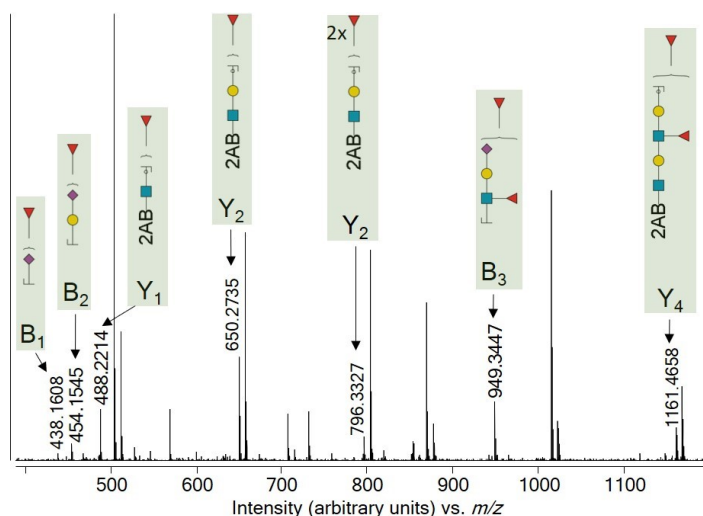 2x
2AB
2AB
2AB
2AB
2AB
B1
B2
Y1
Y2
Y2
B3
Y4
438.1608
454.1545
488.2214
650.2735
796.3327
949.3447
1161.4658
500
600
700
800
900
1000
1100
Intensity (arbitrary units) vs. m/z